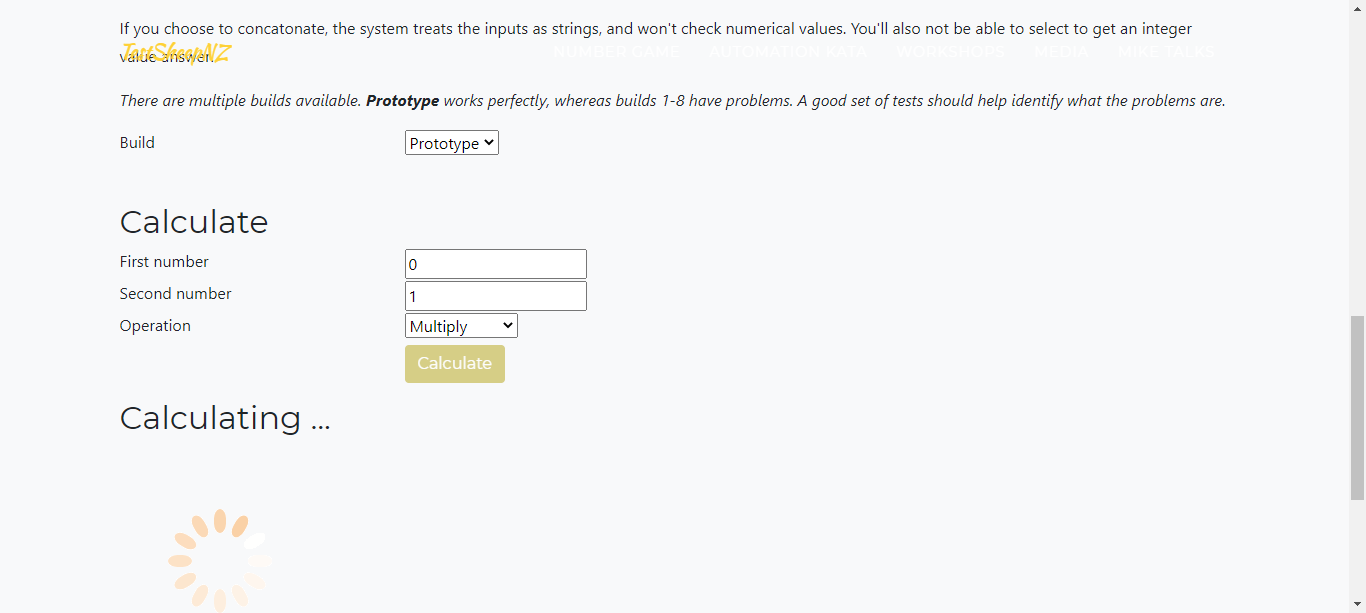 If you choose to concatonate, the system treats the inputs as strings, and won't check numerical values. You'll also not be able to select to get an integer
TestSheepNZ NUMBER GAME AUTOMATION DATA WORKSHOPS MEDIA MIKE TALKS
value answer.
There are multiple builds available. Prototype works perfectly, whereas builds 1-8 have problems. A good set of tests should help identify what the problems are.
Build Prototype
Calculate
First number 0
Second number 1
Operation Multiply
Calculate
Calculating ...